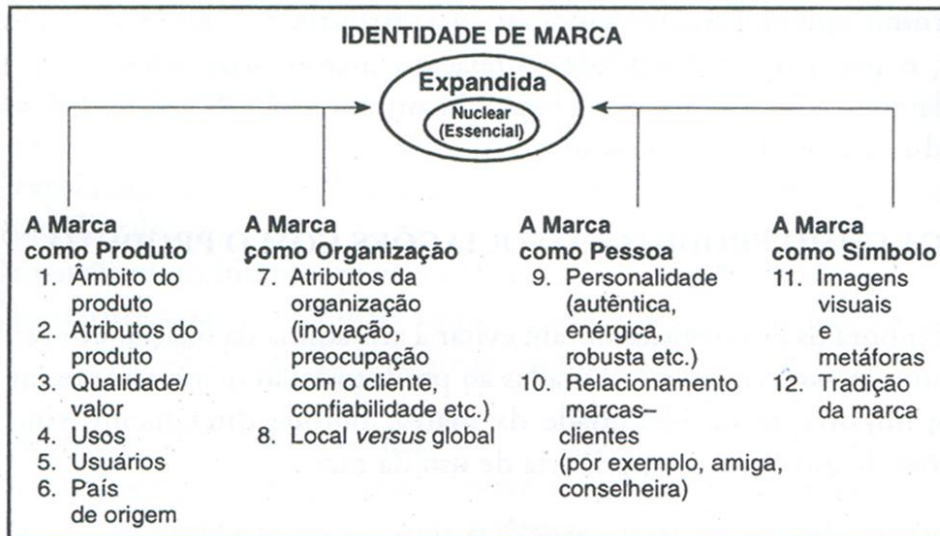 IDENTIDADE DE MARCA
Expandida
Nuclear
(Essencial)
A Marca
como Produto
1. Âmbito do
produto
2. Atributos do
produto
3. Qualidade/
valor
4. Usos
5. Usuários
6. País
de origem
A Marca
como Organização
7. Atributos da
organização
(inovação,
preocupação
com o cliente,
confiabilidade etc.)
8. Local versus global
A Marca
como Pessoa
9. Personalidade
(autêntica,
enérgica,
robusta etc.)
10. Relacionamento
marcas–
clientes
(por exemplo, amiga,
conselheira)
A Marca
como Símbolo
11. Imagens
visuais
e
metáforas
12. Tradição
da marca